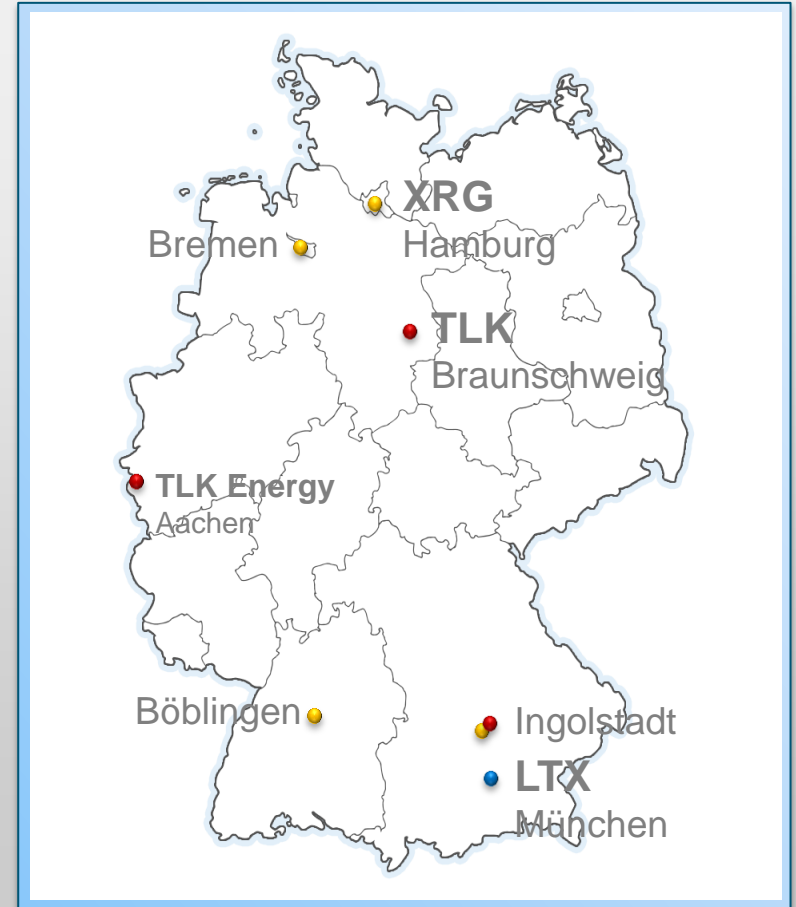 XRG
Hamburg
Bremen
TLK
Braunschweig
TLK Energy
Aachen
Böblingen
Ingolstadt
LTX
München